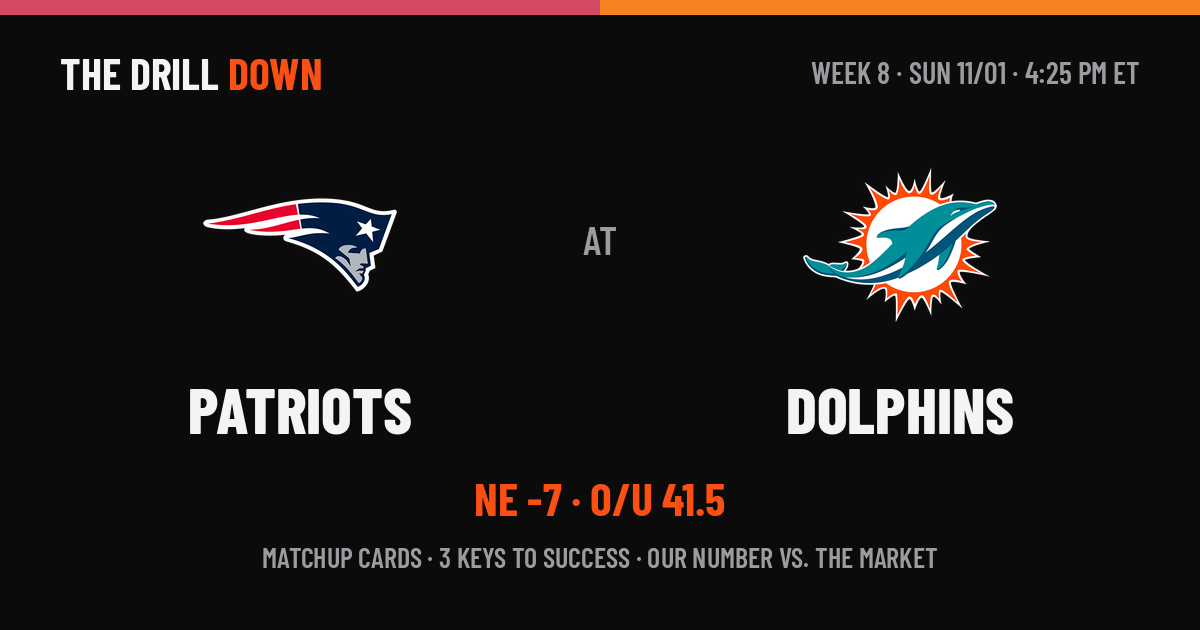 THE DRILL DOWN
WEEK 8 · SUN 11/01 · 4:25 PM ET
AT
PATRIOTS
DOLPHINS
NE -7 · O/U 41.5
MATCHUP CARDS · 3 KEYS TO SUCCESS · OUR NUMBER VS. THE MARKET